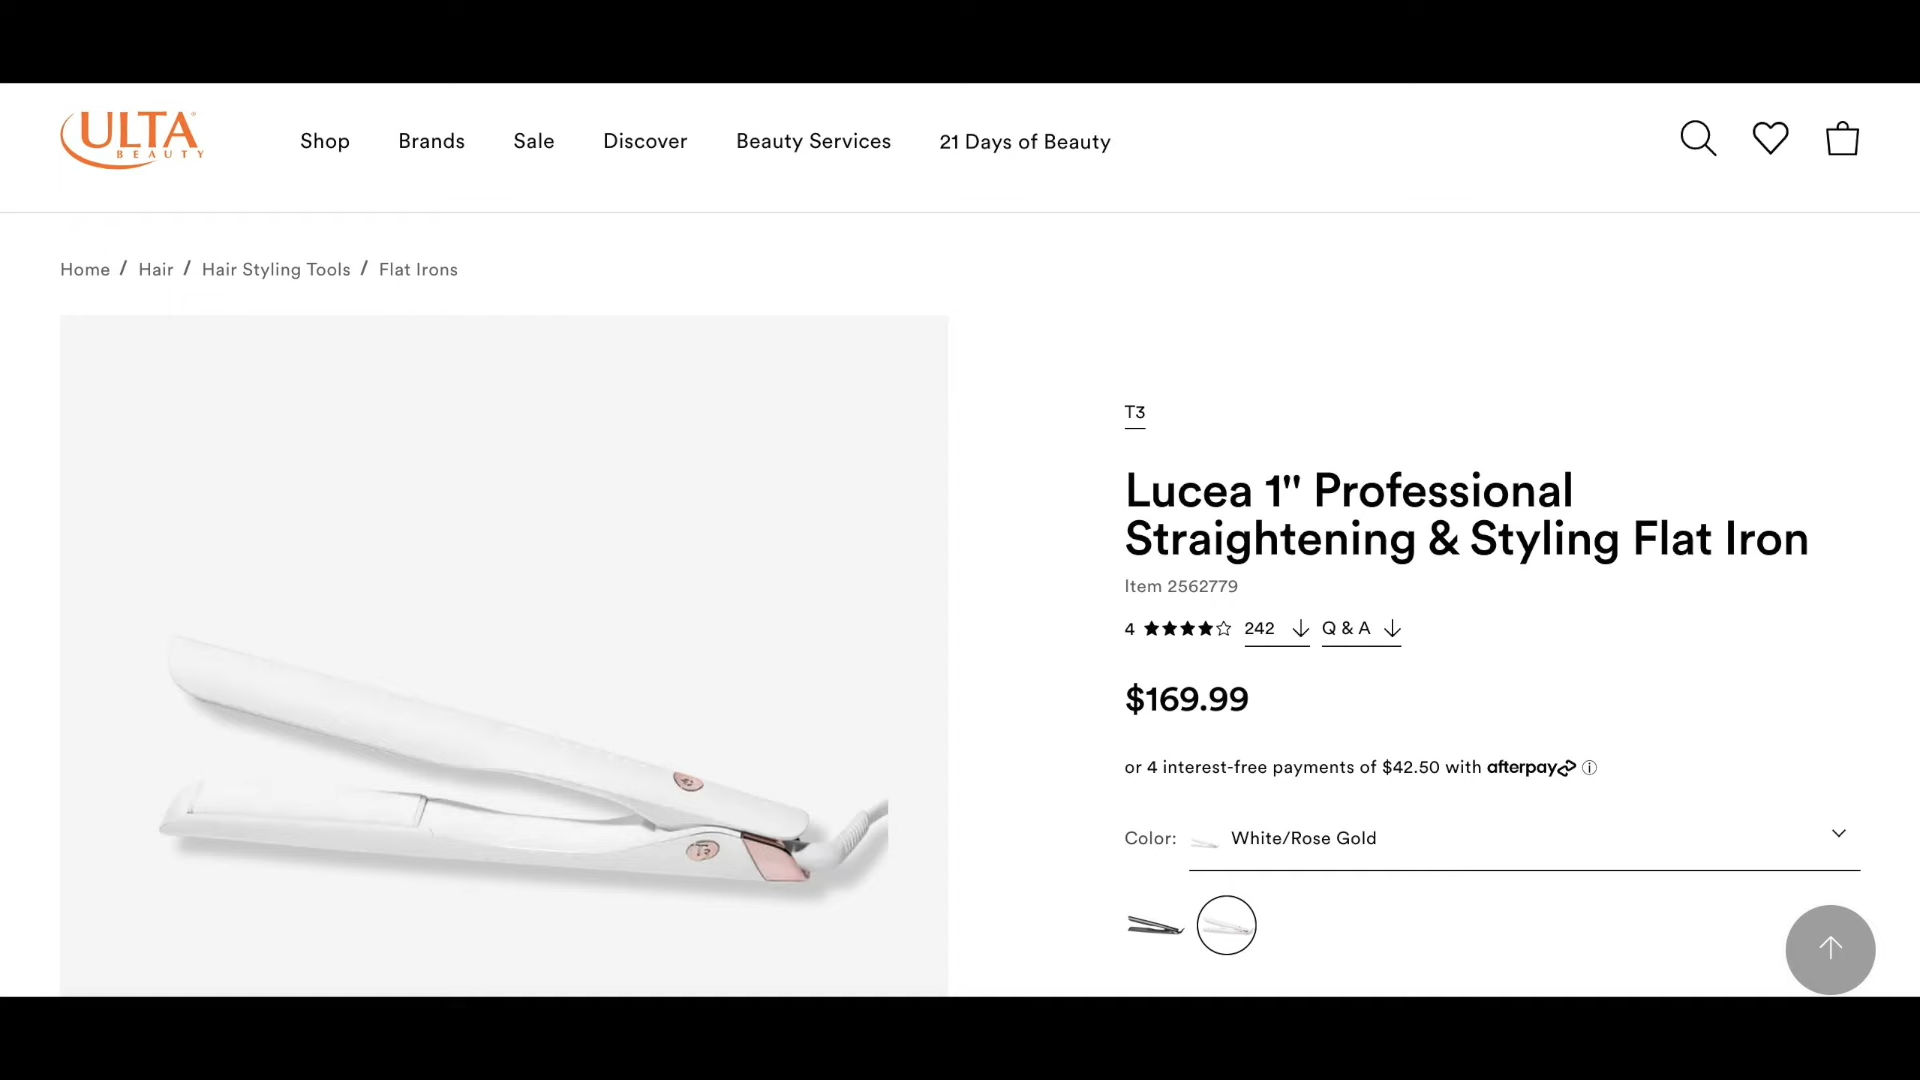 ULTA
BEAUTY
Shop
Brands
Sale
Discover
Beauty Services
21 Days of Beauty
Home / Hair / Hair Styling Tools / Flat Irons
T3
Lucea 1" Professional
Straightening & Styling Flat Iron
Item 2562779
4
242
Q & A
$169.99
or 4 interest-free payments of $42.50 with afterpay
Color: White/Rose Gold